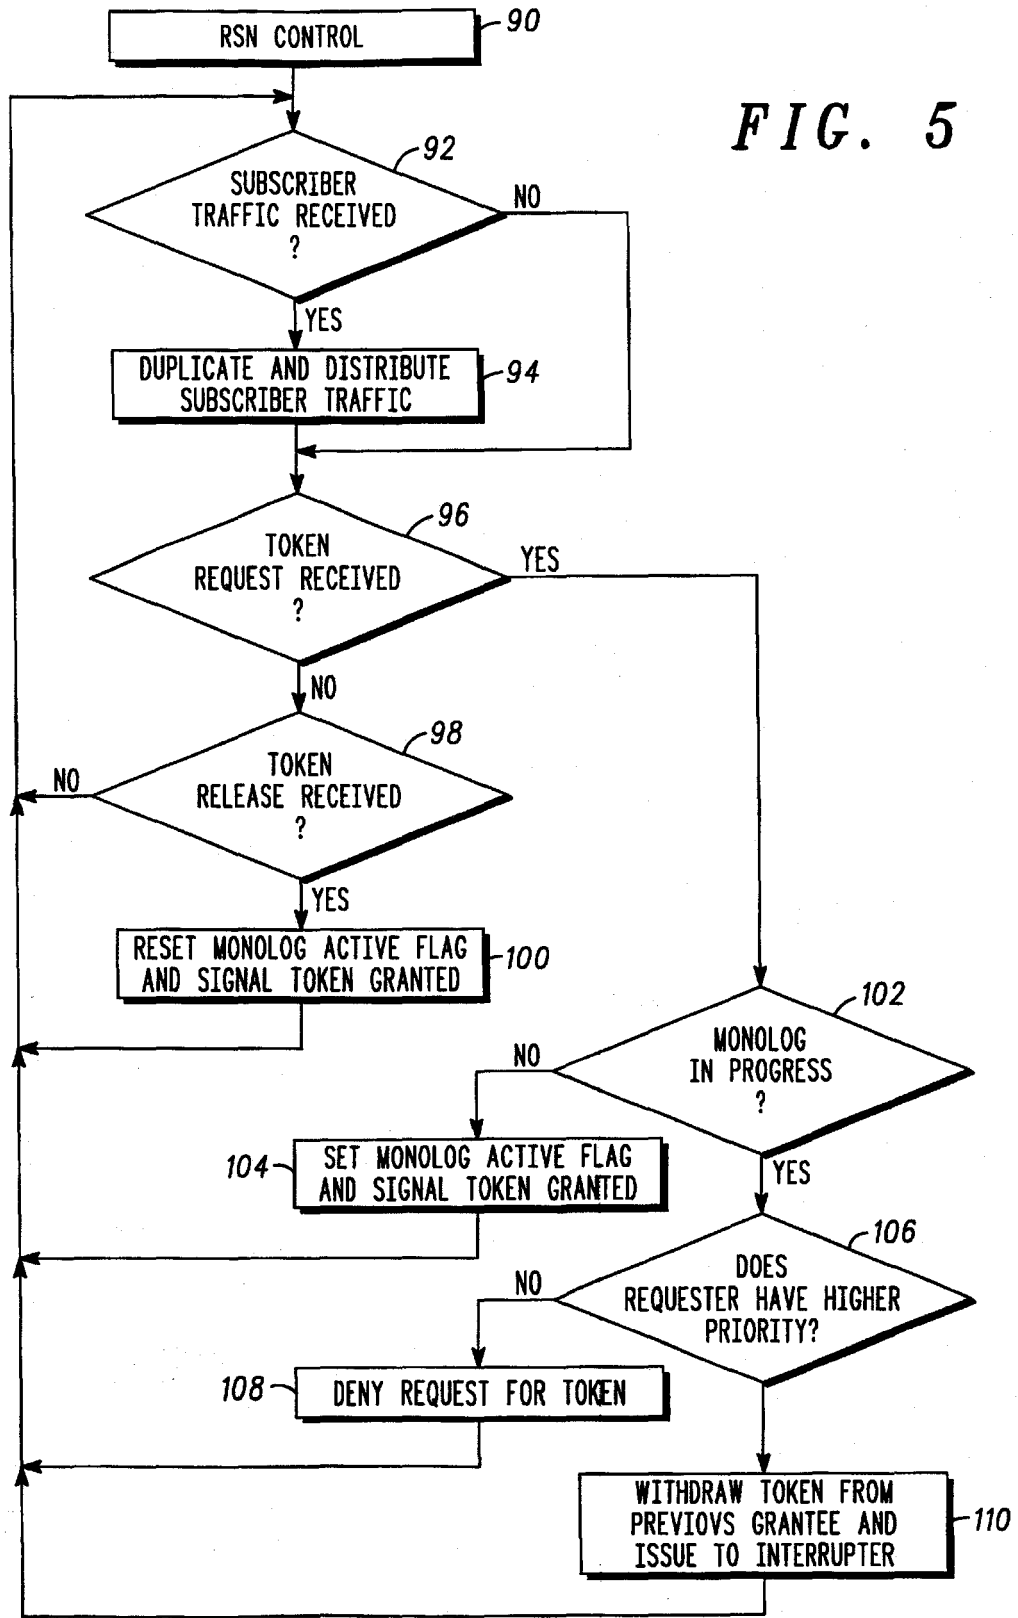 RSN CONTROL
90
FIG. 5
92
SUBSCRIBER
TRAFFIC RECEIVED
?
NO
YES
DUPLICATE AND DISTRIBUTE
SUBSCRIBER TRAFFIC
94
96
TOKEN
REQUEST RECEIVED
?
YES
NO
98
TOKEN
RELEASE RECEIVED
?
NO
YES
RESET MONOLOG ACTIVE FLAG
AND SIGNAL TOKEN GRANTED
100
102
MONOLOG
IN PROGRESS
?
NO
YES
104
SET MONOLOG ACTIVE FLAG
AND SIGNAL TOKEN GRANTED
106
DOES
REQUESTER HAVE HIGHER
PRIORITY?
NO
108
DENY REQUEST FOR TOKEN
WITHDRAW TOKEN FROM
PREVIOVS GRANTEE AND
ISSUE TO INTERRUPTER
110